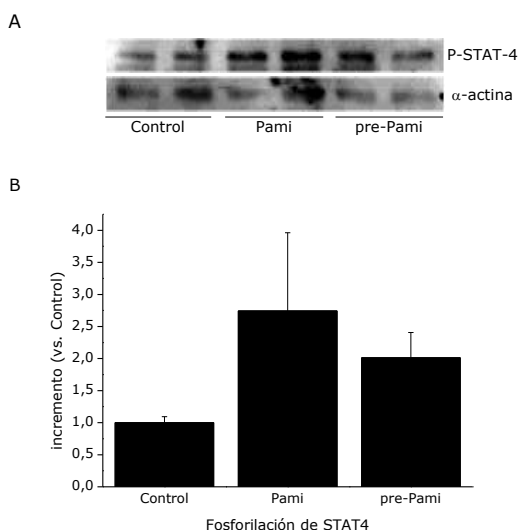 A
P-STAT-4
α-actina
Control Pami pre-Pami
B
incremento (vs. Control)
4,0
3,5
3,0
2,5
2,0
1,5
1,0
0,5
0,0
Control Pami pre-Pami
Fosforilación de STAT4